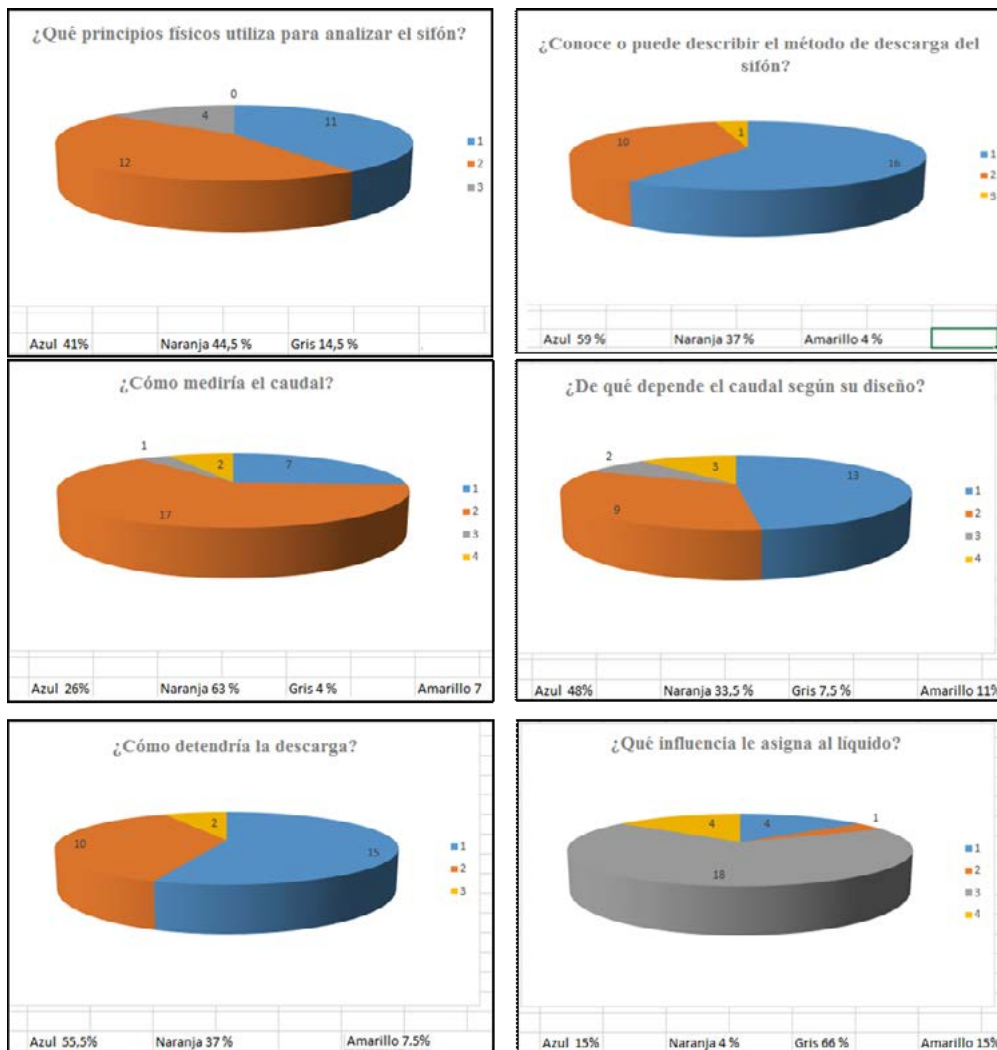 ¿Qué principios físicos utiliza para analizar el sifón?
0
4
11
12
1
2
3
Azul 41%
Naranja 44,5 %
Gris 14,5 %
¿Conoce o puede describir el método de descarga del
sifón?
1
10
16
1
2
Azul 59 %
Naranja 37 %
Amarillo 4 %
¿Cómo mediría el caudal?
1
2
7
17
1
2
3
4
Azul 26%
Naranja 63 %
Gris 4 %
Amarillo 7
¿De qué depende el caudal según su diseño?
2
3
13
9
1
2
3
4
Azul 48%
Naranja 33,5 %
Gris 7,5 %
Amarillo 11%
¿Cómo detendría la descarga?
2
10
15
1
2
3
Azul 55,5%
Naranja 37 %
Amarillo 7.5%
¿Qué influencia le asigna al líquido?
4
4
1
18
1
2
3
4
Azul 15%
Naranja 4 %
Gris 66 %
Amarillo 15%